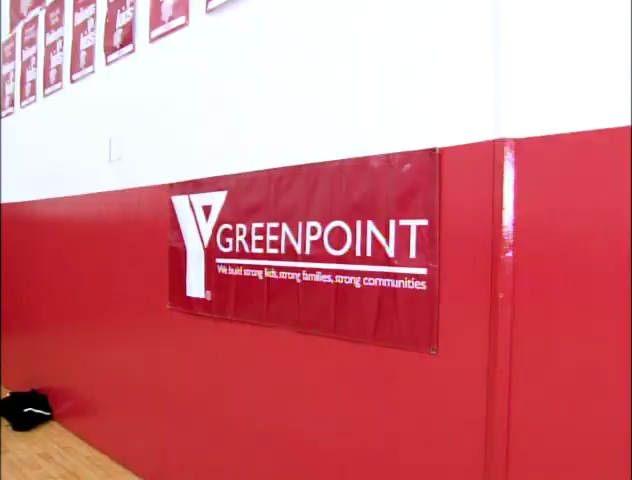 Y GREENPOINT
We build strong kids, strong families, strong communities